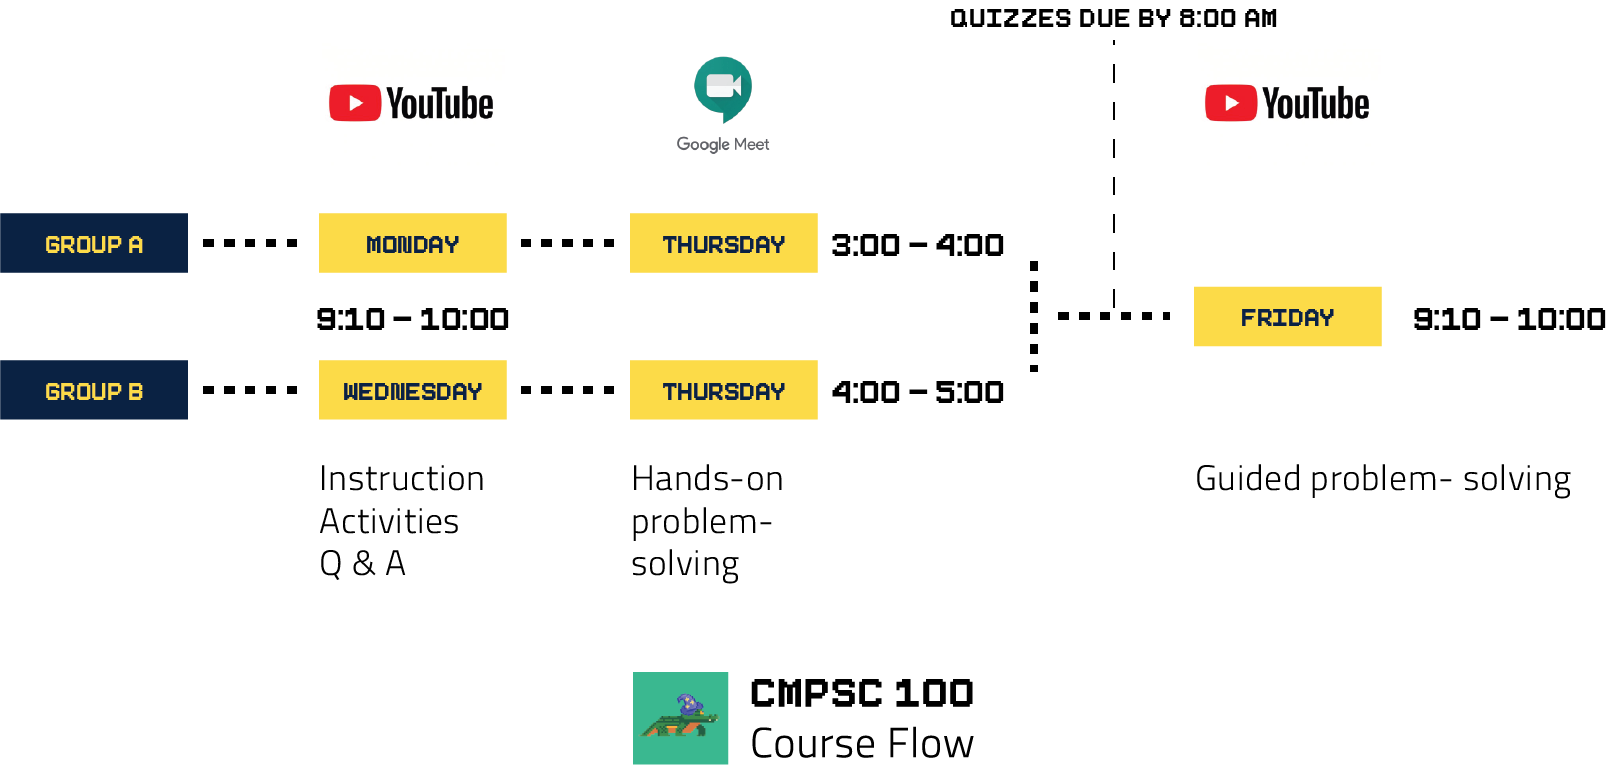 QUIZZES DUE BY 8:00 AM
YouTube
Google Meet
YouTube
GROUP A
MONDAY
THURSDAY
3:00 – 4:00
9:10 – 10:00
FRIDAY
9:10 – 10:00
GROUP B
WEDNESDAY
THURSDAY
4:00 – 5:00
Instruction
Activities
Q & A
Hands-on
problem-
solving
Guided problem- solving
CMPSC 100
Course Flow